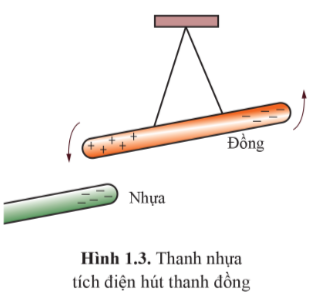 Đồng
Nhựa
Hình 1.3. Thanh nhựa
tích điện hút thanh đồng